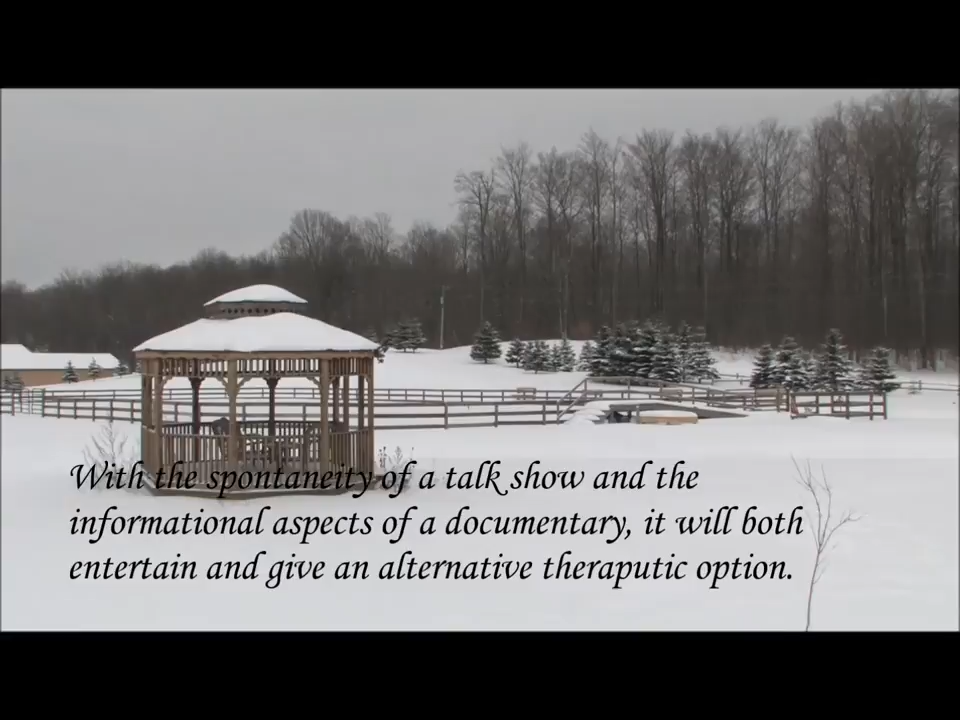 With the spontaneity of a talk show and the
informational aspects of a documentary, it will both
entertain and give an alternative theraputic option.